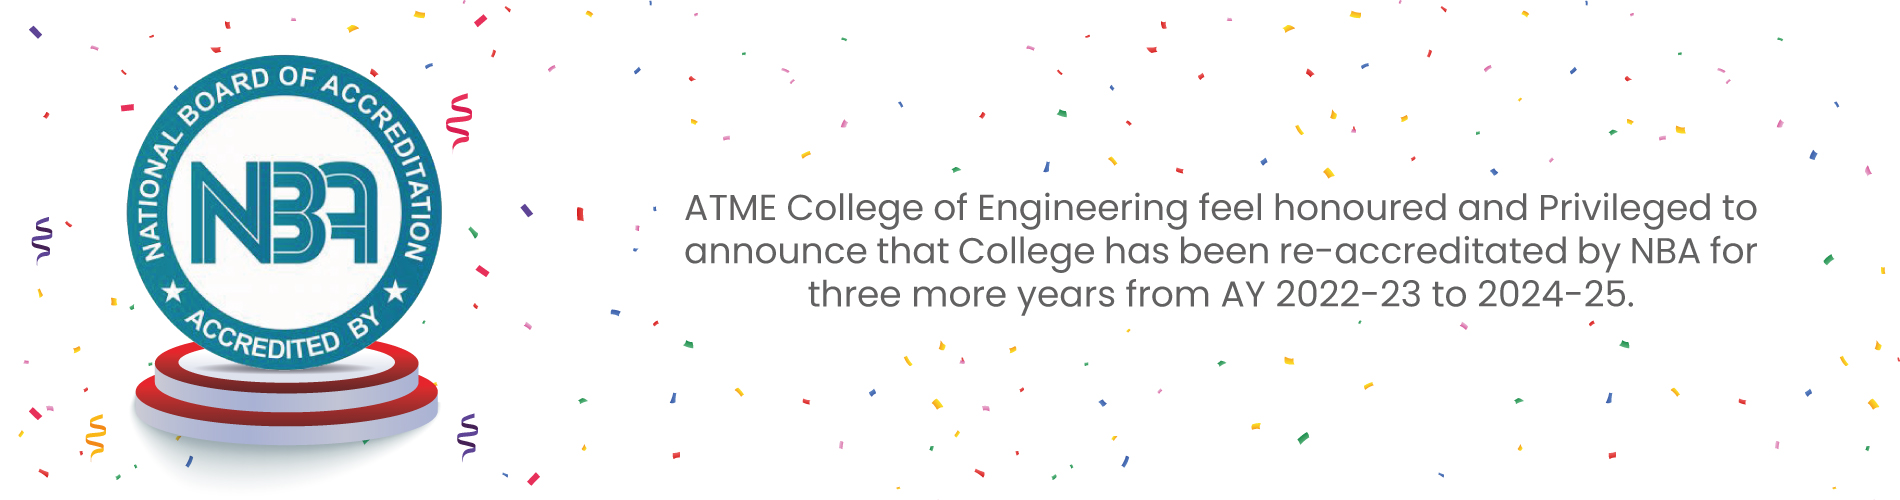 NATIONAL BOARD OF ACCREDITATION
NBA
ACCREDITED BY
ATME College of Engineering feel honoured and Privileged to
announce that College has been re-accreditated by NBA for
three more years from AY 2022-23 to 2024-25.